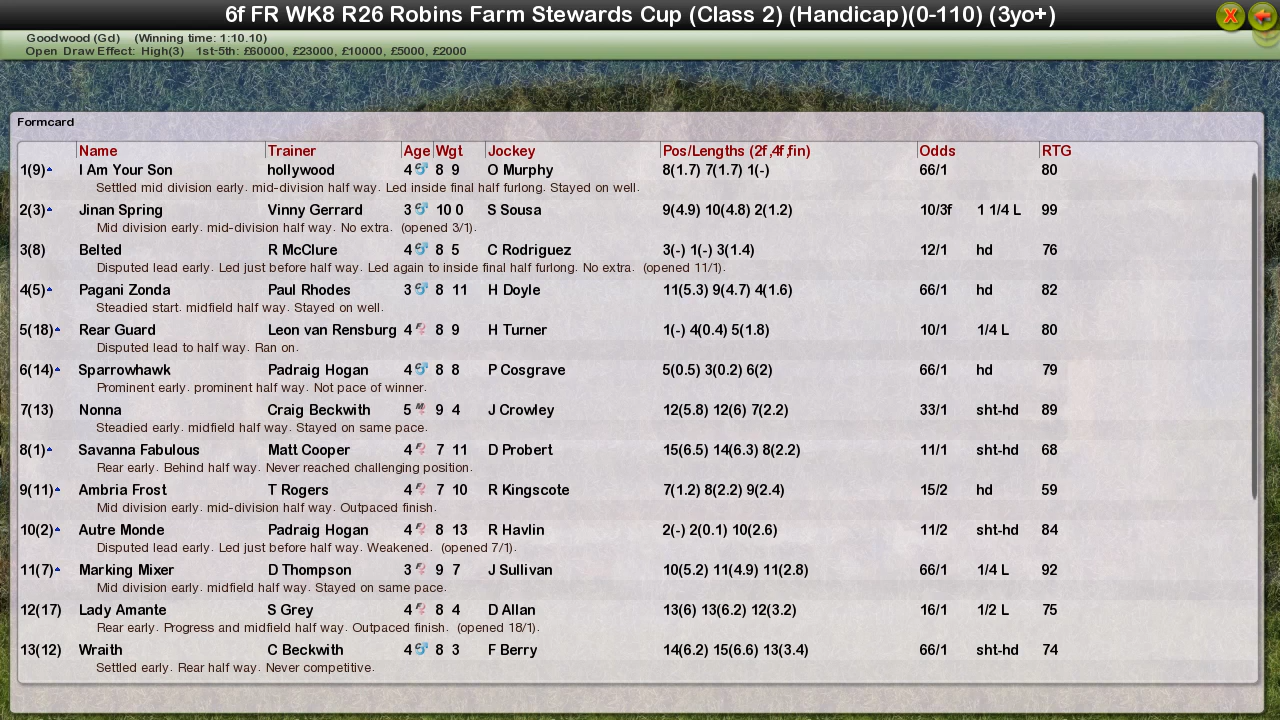 6f FR WK8 R26 Robins Farm Stewards Cup (Class 2) (Handicap)(0-110) (3yo+)
X
Goodwood (Gd) (Winning time: 1:10.10)
Open Draw Effect: High(3) 1st-5th: £60000, £23000, £10000, £5000, £2000
Formcard
Name Trainer Age Wgt Jockey Pos/Lengths (2f,4f,fin) Odds RTG
1(9) I Am Your Son hollywood 4 8 9 O Murphy 8(1.7) 7(1.7) 1(-) 66/1 80
Settled mid division early. mid-division half way. Led inside final half furlong. Stayed on well.
2(3) Jinan Spring Vinny Gerrard 3 10 0 S Sousa 9(4.9) 10(4.8) 2(1.2) 10/3f 1 1/4 L 99
Mid division early. mid-division half way. No extra. (opened 3/1).
3(8) Belted R McClure 4 8 5 C Rodriguez 3(-) 1(-) 3(1.4) 12/1 hd 76
Disputed lead early. Led just before half way. Led again to inside final half furlong. No extra. (opened 11/1).
4(5) Pagani Zonda Paul Rhodes 3 8 11 H Doyle 11(5.3) 9(4.7) 4(1.6) 66/1 hd 82
Steadied start. midfield half way. Stayed on well.
5(18) Rear Guard Leon van Rensburg 4 8 9 H Turner 1(-) 4(0.4) 5(1.8) 10/1 1/4 L 80
Disputed lead to half way. Ran on.
6(14) Sparrowhawk Padraig Hogan 4 8 8 P Cosgrave 5(0.5) 3(0.2) 6(2) 66/1 hd 79
Prominent early. prominent half way. Not pace of winner.
7(13) Nonna Craig Beckwith 5 9 4 J Crowley 12(5.8) 12(6) 7(2.2) 33/1 sht-hd 89
Steadied early. midfield half way. Stayed on same pace.
8(1) Savanna Fabulous Matt Cooper 4 7 11 D Probert 15(6.5) 14(6.3) 8(2.2) 11/1 sht-hd 68
Rear early. Behind half way. Never reached challenging position.
9(11) Ambria Frost T Rogers 4 7 10 R Kingscote 7(1.2) 8(2.2) 9(2.4) 15/2 hd 59
Mid division early. mid-division half way. Outpaced finish.
10(2) Autre Monde Padraig Hogan 4 8 13 R Havlin 2(-) 2(0.1) 10(2.6) 11/2 sht-hd 84
Disputed lead early. Led just before half way. Weakened. (opened 7/1).
11(7) Marking Mixer D Thompson 3 9 7 J Sullivan 10(5.2) 11(4.9) 11(2.8) 66/1 1/4 L 92
Mid division early. midfield half way. Stayed on same pace.
12(17) Lady Amante S Grey 4 8 4 D Allan 13(6) 13(6.2) 12(3.2) 16/1 1/2 L 75
Rear early. Progress and midfield half way. Outpaced finish. (opened 18/1).
13(12) Wraith C Beckwith 4 8 3 F Berry 14(6.2) 15(6.6) 13(3.4) 66/1 sht-hd 74
Settled early. Rear half way. Never competitive.